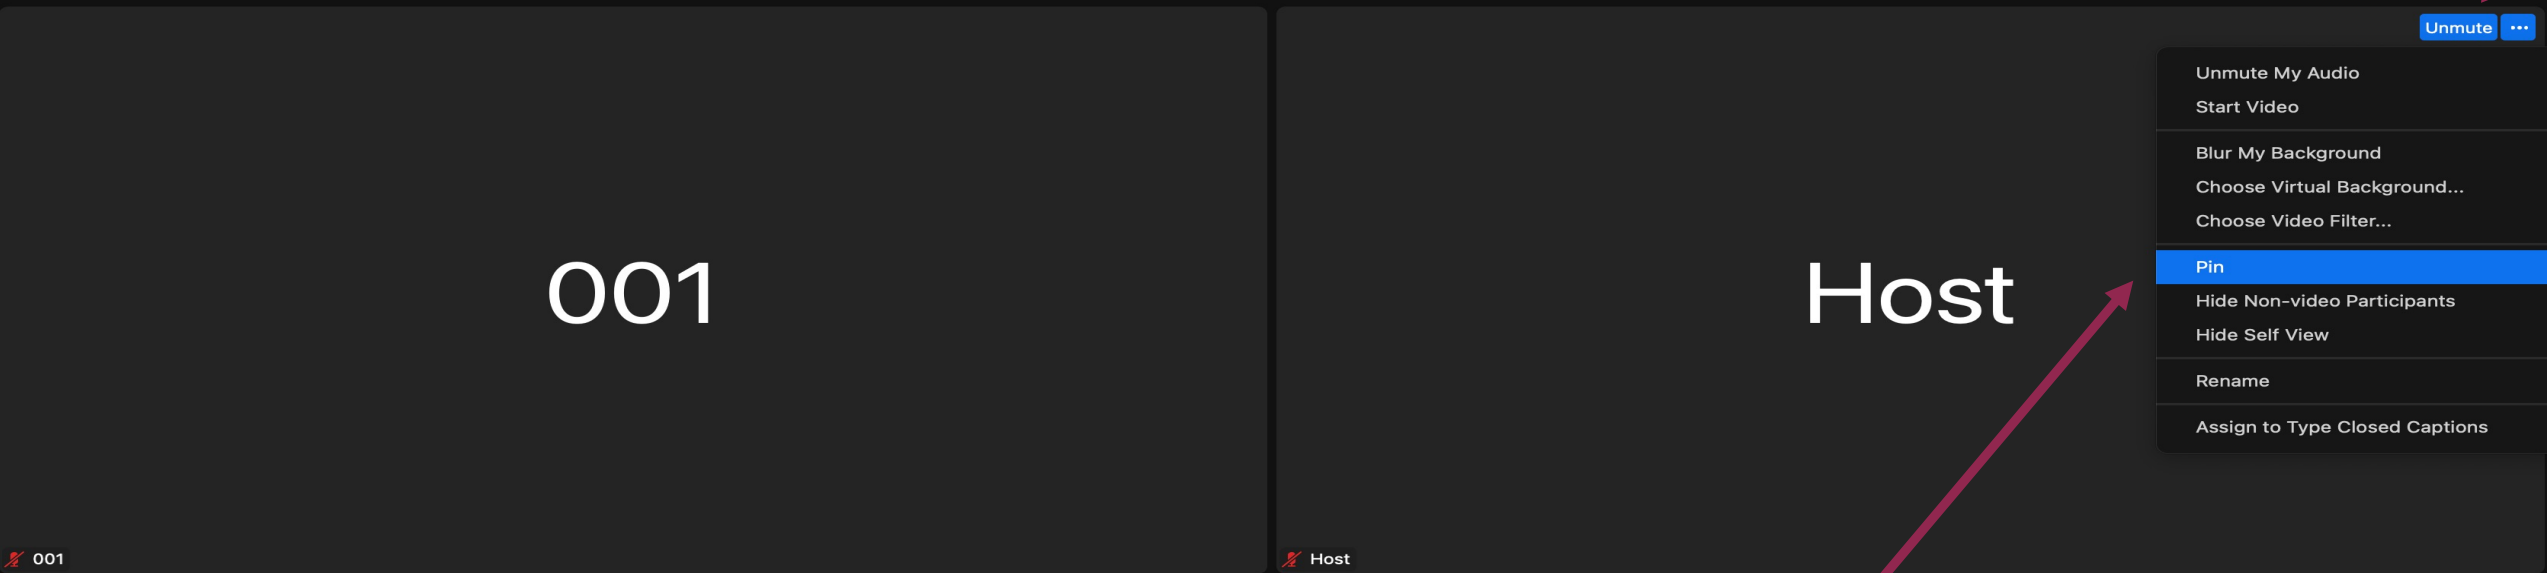 001
Host
Unmute ...
Unmute My Audio
Start Video
Blur My Background
Choose Virtual Background...
Choose Video Filter...
Pin
Hide Non-video Participants
Hide Self View
Rename
Assign to Type Closed Captions
001
Host